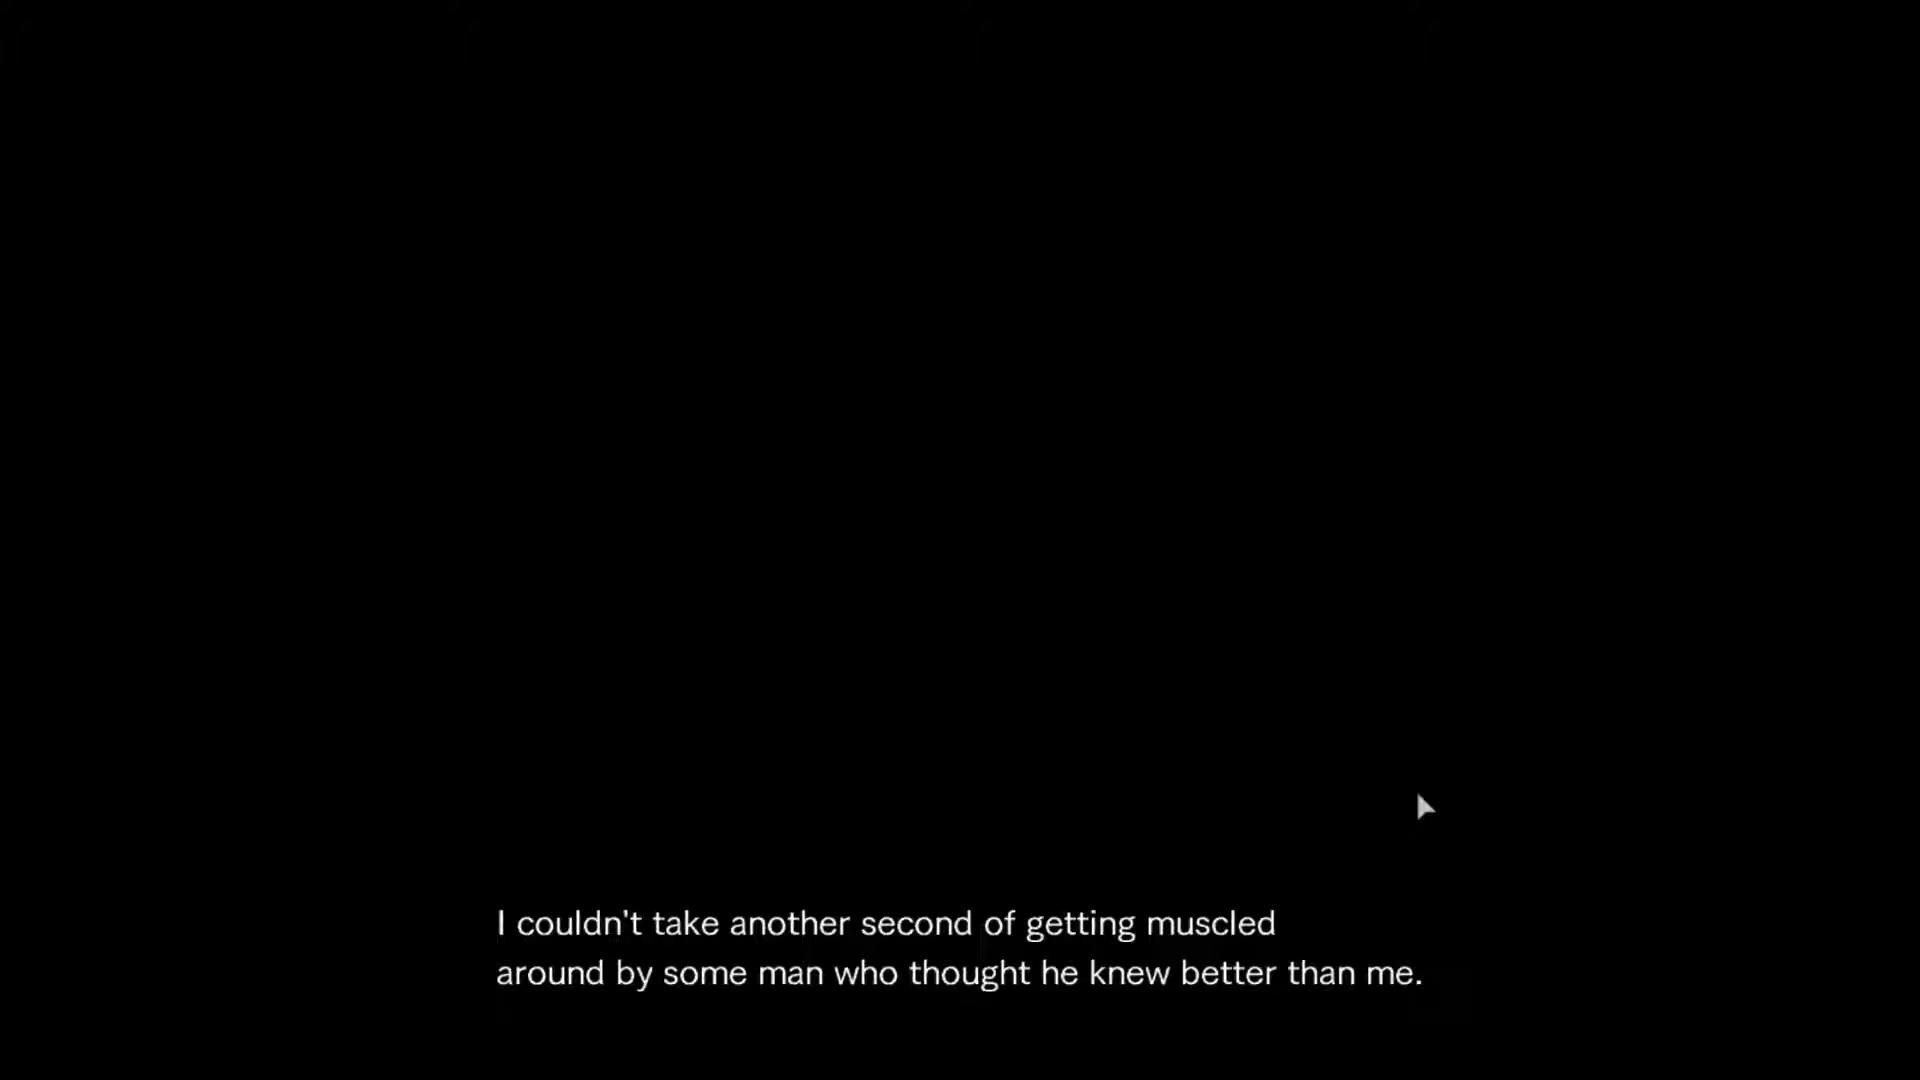 I couldn't take another second of getting muscled
around by some man who thought he knew better than me.